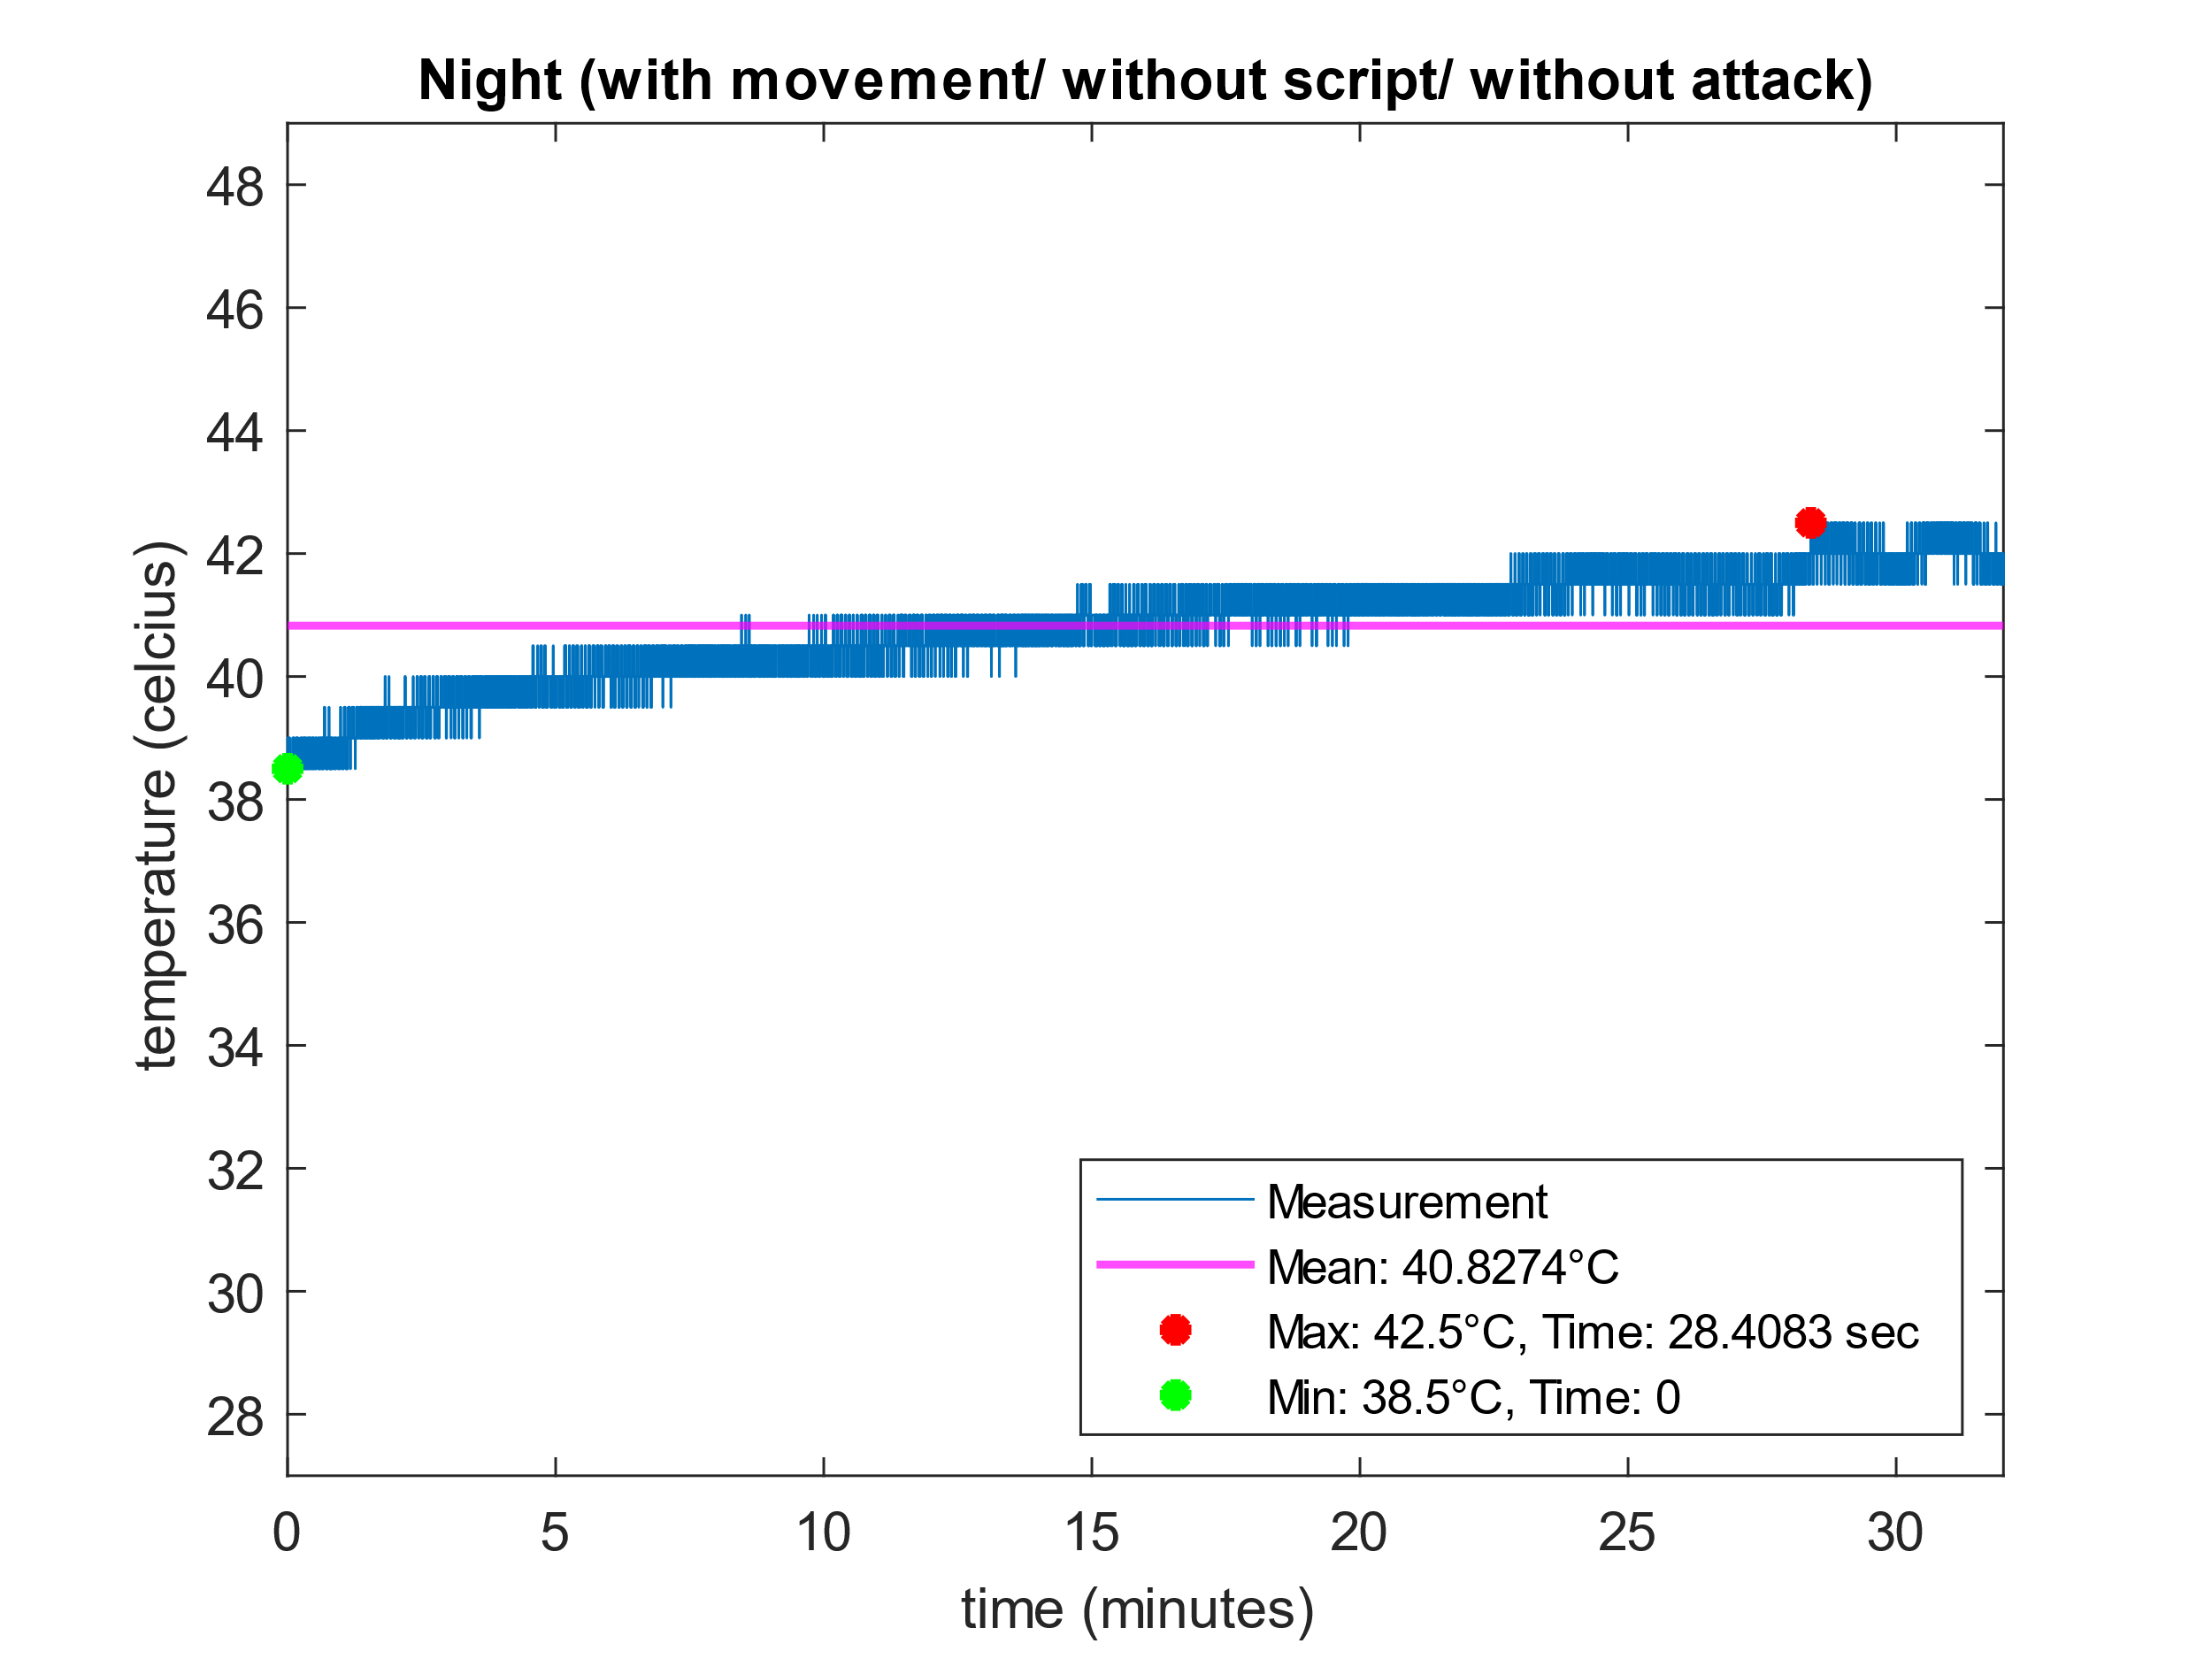 Night (with movement/ without script/ without attack)
48
46
44
42
40
38
36
34
32
30
28
temperature (celcius)
Measurement
Mean: 40.8274°C
Max: 42.5°C, Time: 28.4083 sec
Min: 38.5°C, Time: 0
0 5 10 15 20 25 30
time (minutes)